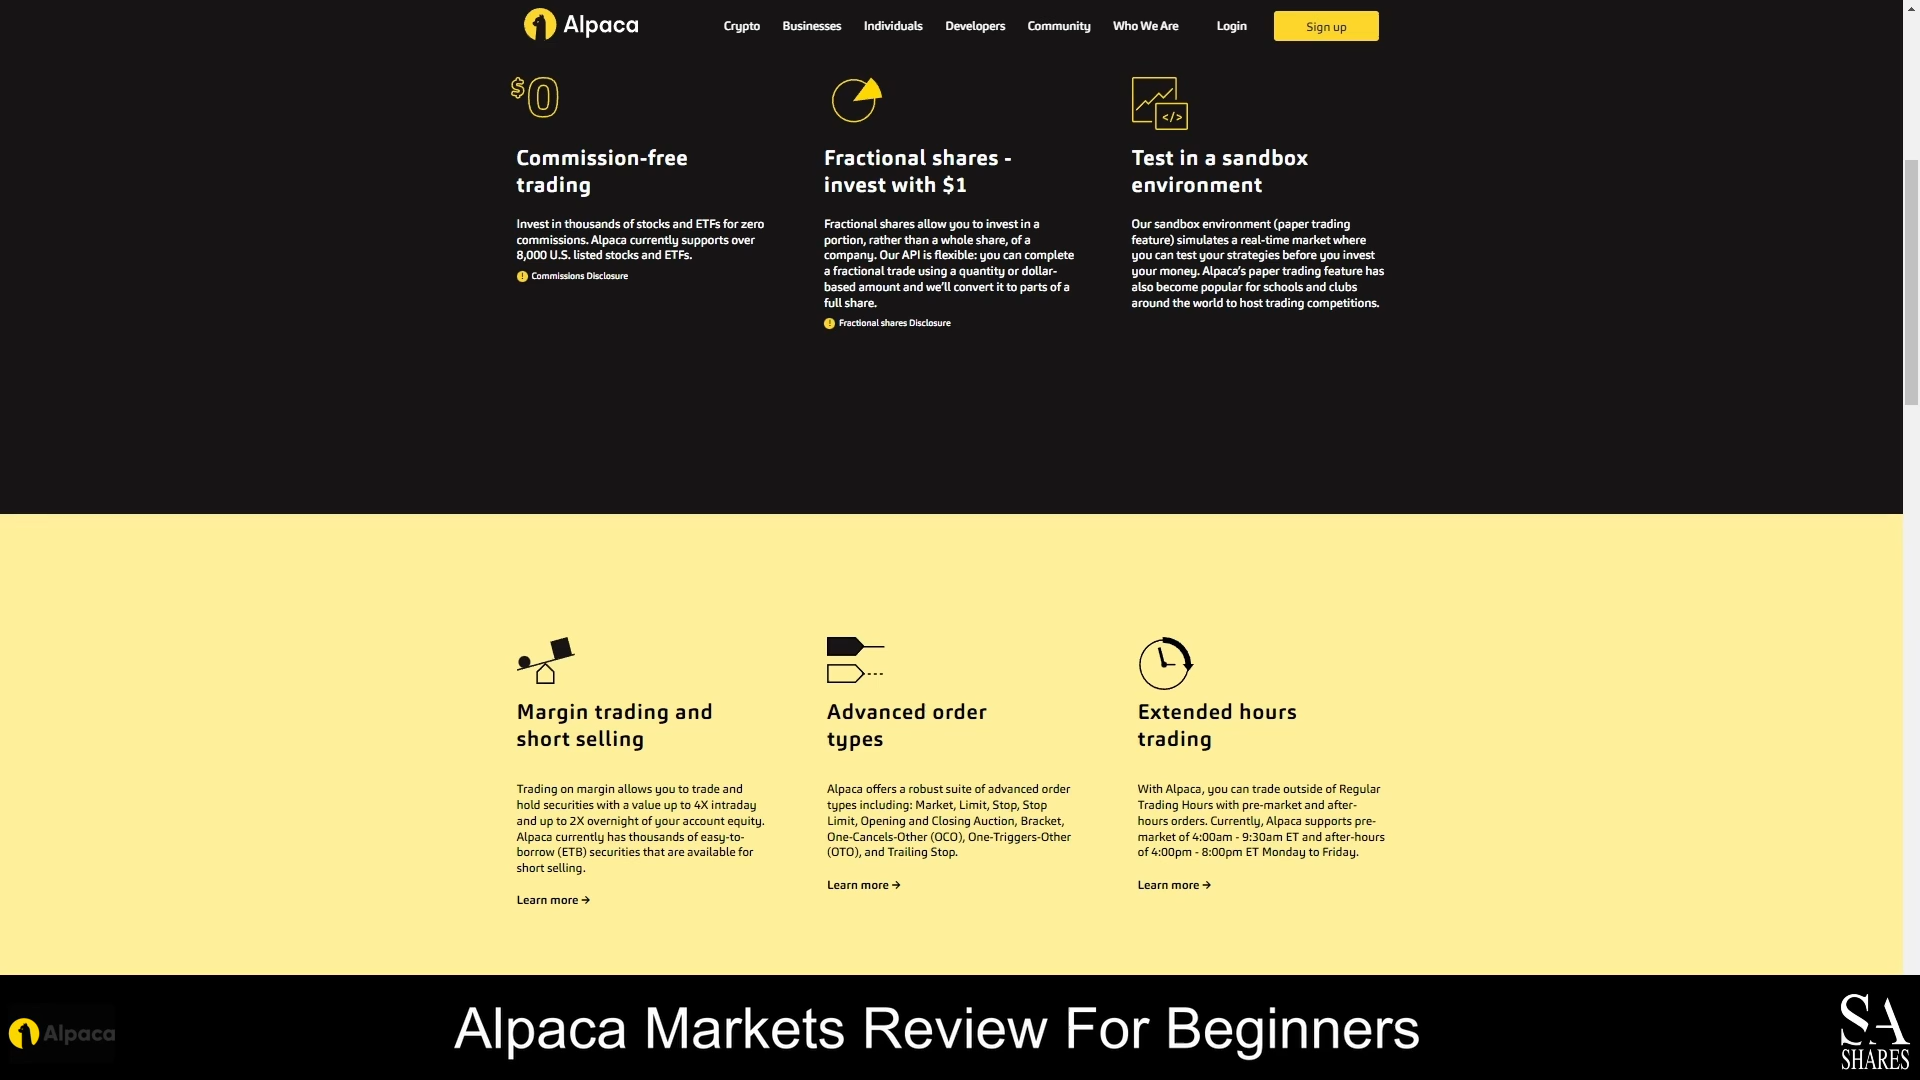 Alpaca
Crypto Businesses Individuals Developers Community Who We Are Login Sign up
$0
Commission-free
trading
Invest in thousands of stocks and ETFs for zero
commissions. Alpaca currently supports over
8,000 U.S. listed stocks and ETFs.
! Commissions Disclosure
Fractional shares -
invest with $1
Fractional shares allow you to invest in a
portion, rather than a whole share, of a
company. Our API is flexible: you can complete
a fractional trade using a quantity or dollar-
based amount and we'll convert it to parts of a
full share.
! Fractional shares Disclosure
</>
Test in a sandbox
environment
Our sandbox environment (paper trading
feature) simulates a real-time market where
you can test your strategies before you invest
your money. Alpaca's paper trading feature has
also become popular for schools and clubs
around the world to host trading competitions.
Margin trading and
short selling
Trading on margin allows you to trade and
hold securities with a value up to 4X intraday
and up to 2X overnight of your account equity.
Alpaca currently has thousands of easy-to-
borrow (ETB) securities that are available for
short selling.
Learn more →
Advanced order
types
Alpaca offers a robust suite of advanced order
types including: Market, Limit, Stop, Stop
Limit, Opening and Closing Auction, Bracket,
One-Cancels-Other (OCO), One-Triggers-Other
(OTO), and Trailing Stop.
Learn more →
Extended hours
trading
With Alpaca, you can trade outside of Regular
Trading Hours with pre-market and after-
hours orders. Currently, Alpaca supports pre-
market of 4:00am - 9:30am ET and after-hours
of 4:00pm - 8:00pm ET Monday to Friday.
Learn more →
Alpaca
Alpaca Markets Review For Beginners
SA
SHARES